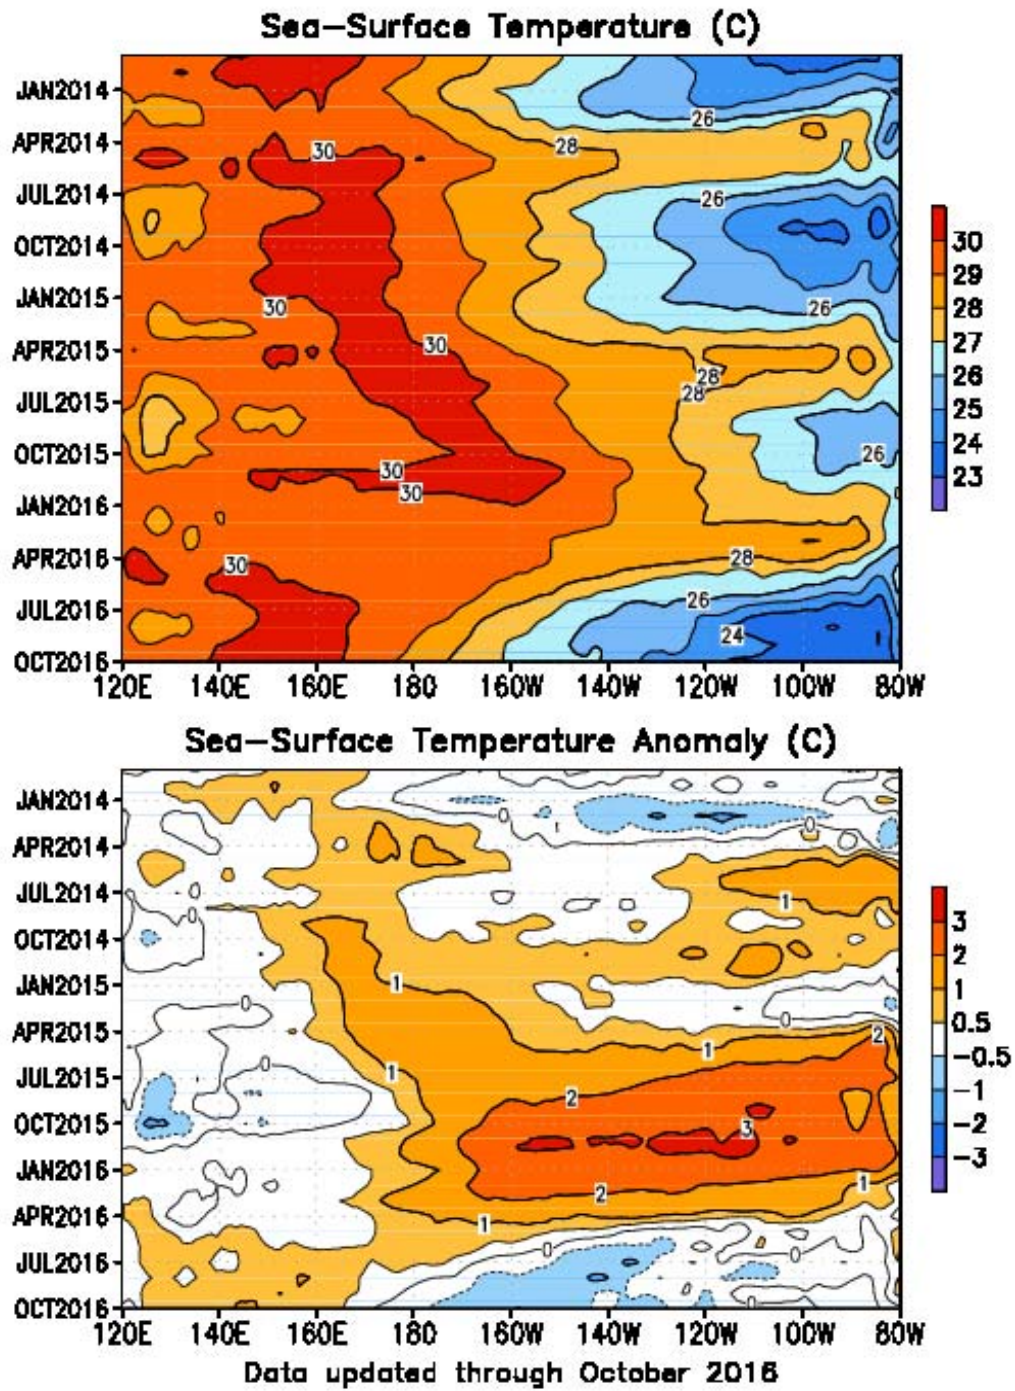 Sea-Surface Temperature (C)
JAN2014
APR2014
JUL2014
OCT2014
JAN2015
APR2015
JUL2015
OCT2015
JAN2016
APR2016
JUL2016
OCT2016
26
28
30
26
30
26
30
28
28
26
30
30
28
30
26
24
30
29
28
27
26
25
24
23
120E 140E 160E 180 160W 140W 120W 100W 80W
Sea-Surface Temperature Anomaly (C)
JAN2014
APR2014
JUL2014
OCT2014
JAN2015
APR2015
JUL2015
OCT2015
JAN2016
APR2016
JUL2016
OCT2016
0
0
1
0
1
0
0
2
1
0
1
2
3
1
2
1
0
0
0
3
2
1
0.5
-0.5
-1
-2
-3
120E 140E 160E 180 160W 140W 120W 100W 80W
Data updated through October 2016